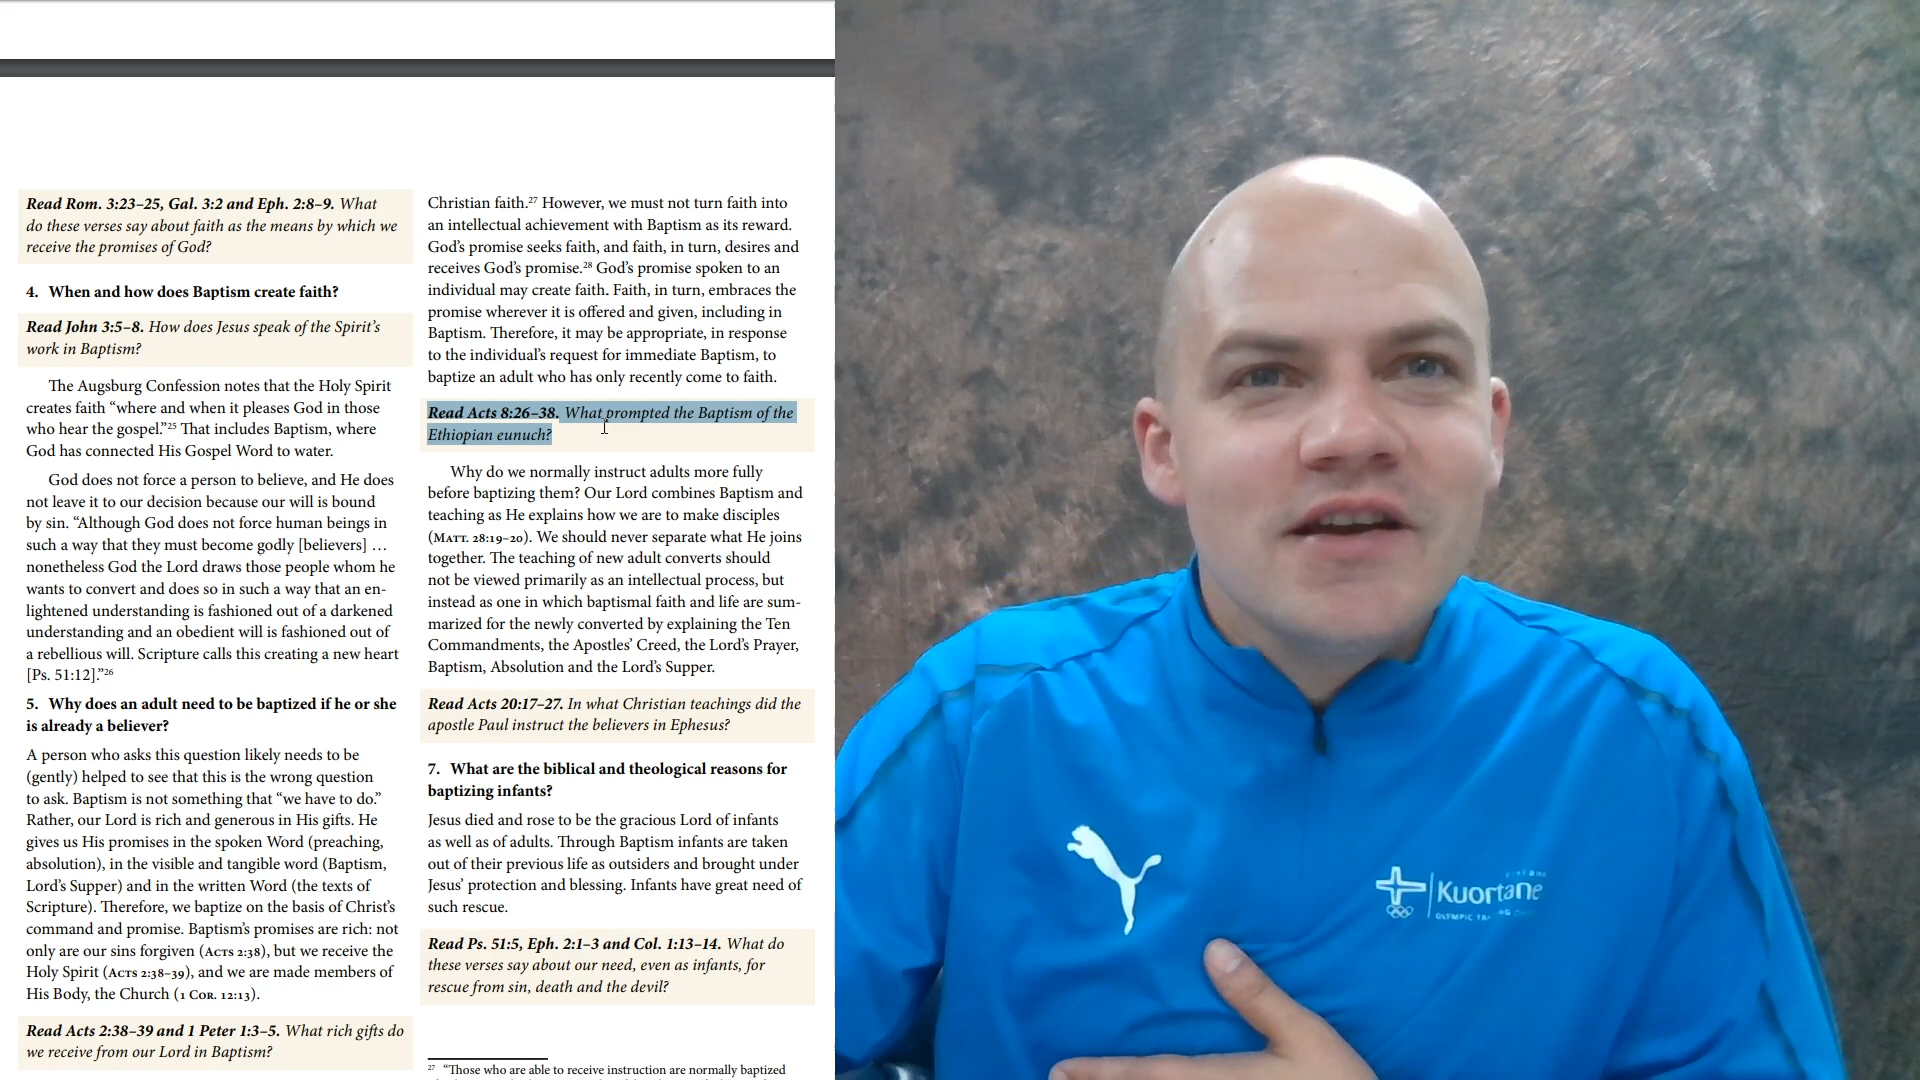 Read Rom. 3:23–25, Gal. 3:2 and Eph. 2:8–9. What
do these verses say about faith as the means by which we
receive the promises of God?
4. When and how does Baptism create faith?
Read John 3:5–8. How does Jesus speak of the Spirit’s
work in Baptism?
The Augsburg Confession notes that the Holy Spirit
creates faith “where and when it pleases God in those
who hear the gospel.”25 That includes Baptism, where
God has connected His Gospel Word to water.
God does not force a person to believe, and He does
not leave it to our decision because our will is bound
by sin. “Although God does not force human beings in
such a way that they must become godly [believers] …
nonetheless God the Lord draws those people whom he
wants to convert and does so in such a way that an en-
lightened understanding is fashioned out of a darkened
understanding and an obedient will is fashioned out of
a rebellious will. Scripture calls this creating a new heart
[Ps. 51:12].”26
5. Why does an adult need to be baptized if he or she
is already a believer?
A person who asks this question likely needs to be
(gently) helped to see that this is the wrong question
to ask. Baptism is not something that “we have to do.”
Rather, our Lord is rich and generous in His gifts. He
gives us His promises in the spoken Word (preaching,
absolution), in the visible and tangible word (Baptism,
Lord’s Supper) and in the written Word (the texts of
Scripture). Therefore, we baptize on the basis of Christ’s
command and promise. Baptism’s promises are rich: not
only are our sins forgiven (Acts 2:38), but we receive the
Holy Spirit (Acts 2:38–39), and we are made members of
His Body, the Church (1 Cor. 12:13).
Read Acts 2:38–39 and 1 Peter 1:3–5. What rich gifts do
we receive from our Lord in Baptism?
Christian faith.27 However, we must not turn faith into
an intellectual achievement with Baptism as its reward.
God’s promise seeks faith, and faith, in turn, desires and
receives God’s promise.28 God’s promise spoken to an
individual may create faith. Faith, in turn, embraces the
promise wherever it is offered and given, including in
Baptism. Therefore, it may be appropriate, in response
to the individual’s request for immediate Baptism, to
baptize an adult who has only recently come to faith.
Read Acts 8:26–38. What prompted the Baptism of the
Ethiopian eunuch?
Why do we normally instruct adults more fully
before baptizing them? Our Lord combines Baptism and
teaching as He explains how we are to make disciples
(Matt. 28:19–20). We should never separate what He joins
together. The teaching of new adult converts should
not be viewed primarily as an intellectual process, but
instead as one in which baptismal faith and life are sum-
marized for the newly converted by explaining the Ten
Commandments, the Apostles’ Creed, the Lord’s Prayer,
Baptism, Absolution and the Lord’s Supper.
Read Acts 20:17–27. In what Christian teachings did the
apostle Paul instruct the believers in Ephesus?
7. What are the biblical and theological reasons for
baptizing infants?
Jesus died and rose to be the gracious Lord of infants
as well as of adults. Through Baptism infants are taken
out of their previous life as outsiders and brought under
Jesus’ protection and blessing. Infants have great need of
such rescue.
Read Ps. 51:5, Eph. 2:1–3 and Col. 1:13–14. What do
these verses say about our need, even as infants, for
rescue from sin, death and the devil?
27 “Those who are able to receive instruction are normally baptized
Kuortane
OLYMPIC